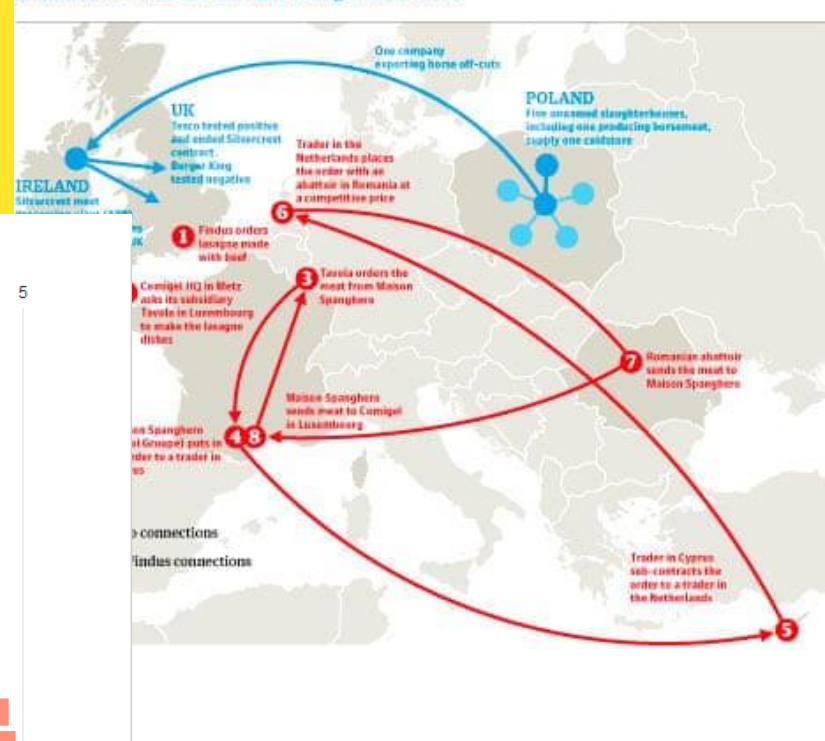 One company
exporting horse off-cuts
UK
Tesco tested positive
and ended Silvercrest
contract.
Burger King
tested negative
POLAND
Five unnamed slaughterhouses,
including one producing horsemeat,
supply one coldstore
IRELAND
Silvercrest meat
Trader in the
Netherlands places
the order with an
abattoir in Romania at
a competitive price
6
1
Findus orders
lasagne made
with beef
UK
5
3
Tavola orders the
meat from Maison
Spanghero
Comigel HQ in Metz
asks its subsidiary
Tavola in Luxembourg
to make the lasagne
dishes
7
Romanian abattoir
sends the meat to
Maison Spanghero
Maison Spanghero
sends meat to Comigel
in Luxembourg
4 8
Spanghero
Groupe) puts in
to a trader in
connections
connections
Trader in Cyprus
sub-contracts the
order to a trader in
the Netherlands
5